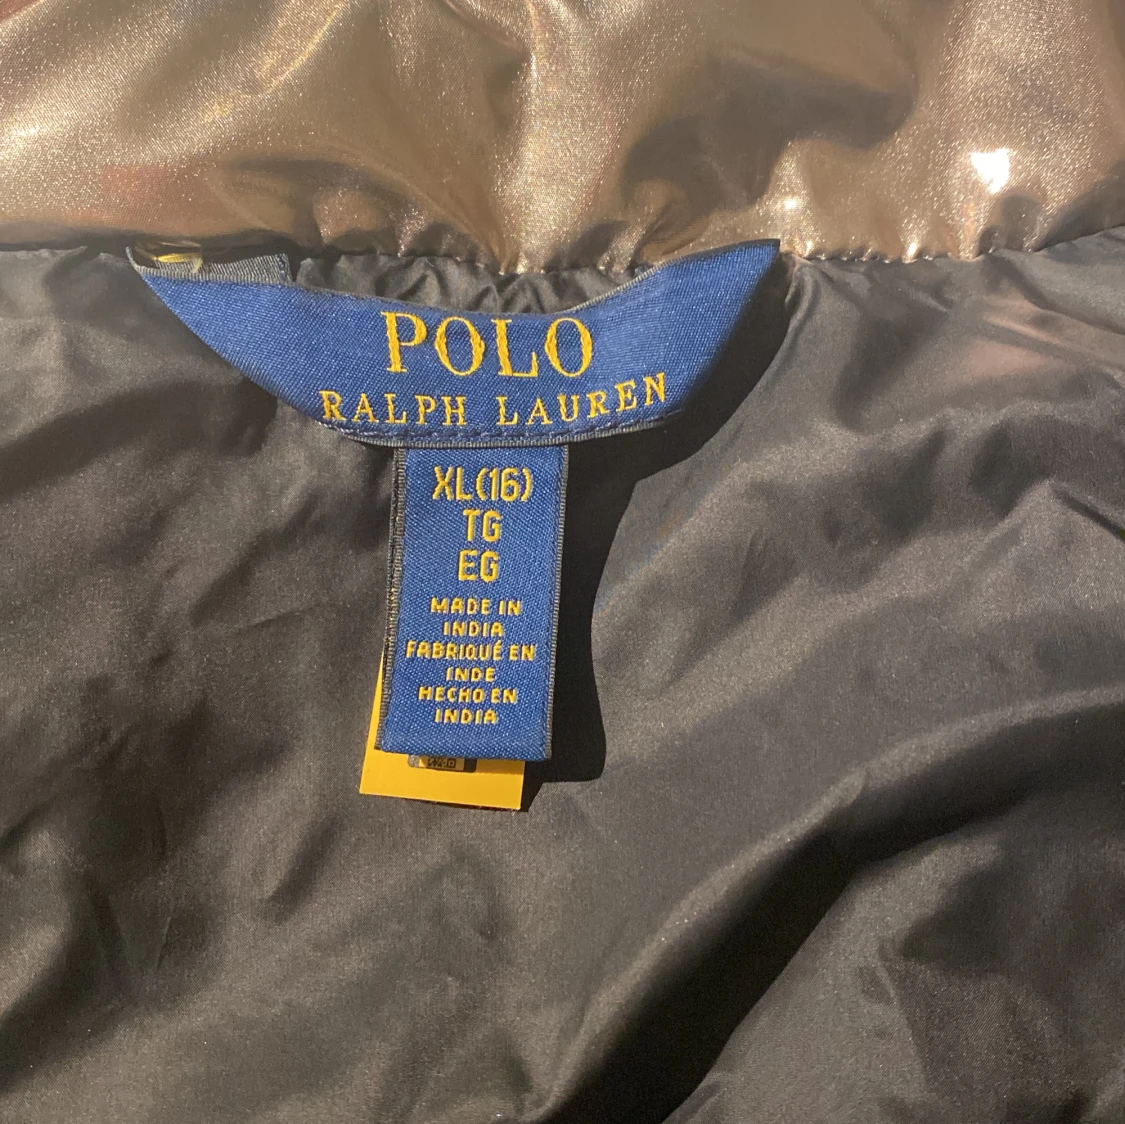 POLO
RALPH LAUREN
XL(16)
TG
EG
MADE IN
INDIA
FABRIQUÉ EN
INDE
HECHO EN
INDIA